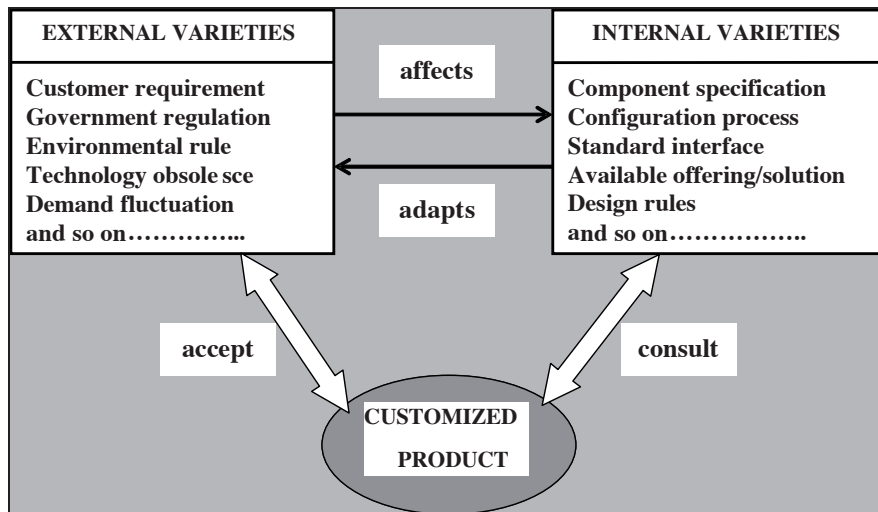 EXTERNAL VARIETIES
Customer requirement
Government regulation
Environmental rule
Technology obsole sce
Demand fluctuation
and so on…………...
affects
adapts
INTERNAL VARIETIES
Component specification
Configuration process
Standard interface
Available offering/solution
Design rules
and so on……………..
accept
consult
CUSTOMIZED
PRODUCT